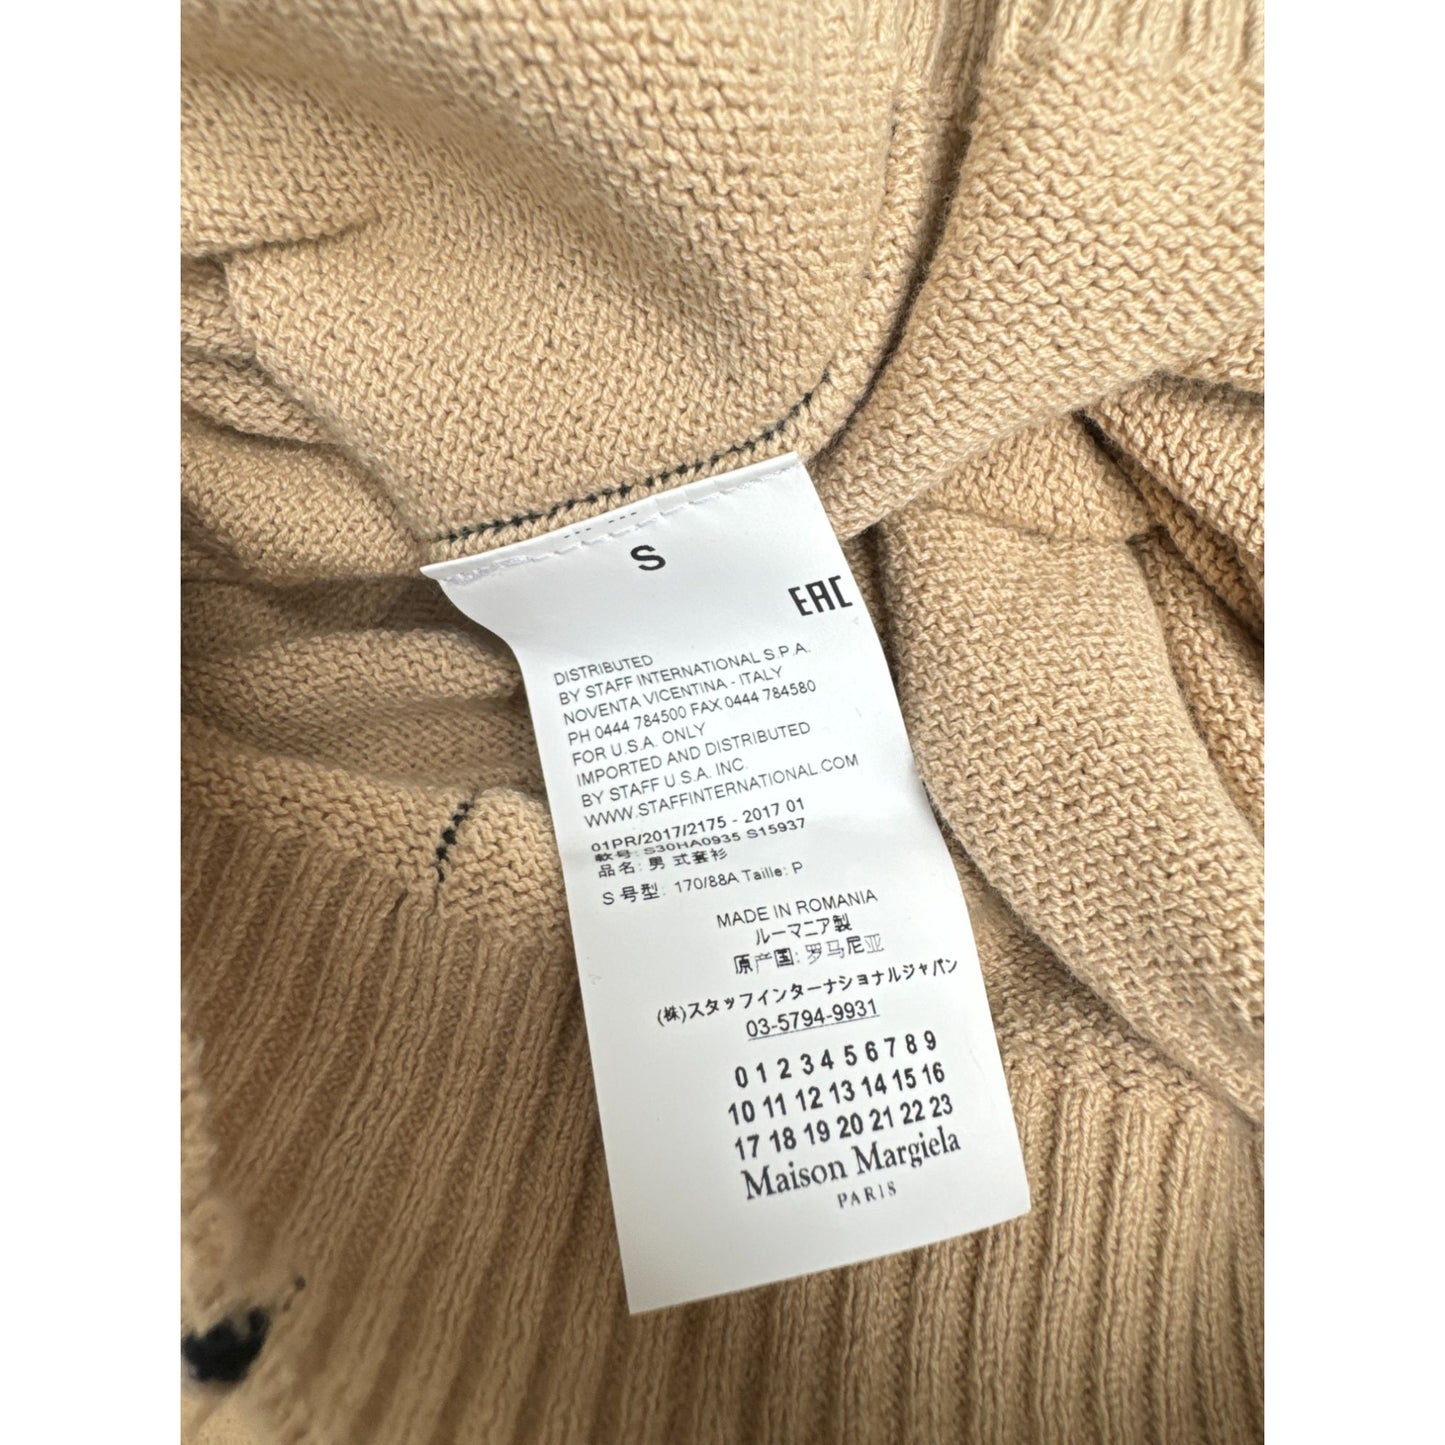 S
EAC
DISTRIBUTED
BY STAFF INTERNATIONAL S.P.A.
NOVENTA VICENTINA - ITALY
PH 0444 784500 FAX 0444 784580
FOR U.S.A. ONLY
IMPORTED AND DISTRIBUTED
BY STAFF U.S.A. INC.
WWW.STAFFINTERNATIONAL.COM
01PR/2017/2175 - 2017 01
款号: S30HA0935 S15937
品名: 男 式套衫
S 号型: 170/88A Taille: P
MADE IN ROMANIA
ルーマニア製
原产国: 罗马尼亚
(株)スタッフインターナショナルジャパン
03-5794-9931
0 1 2 3 4 5 6 7 8 9
10 11 12 13 14 15 16
17 18 19 20 21 22 23
Maison Margiela
PARIS